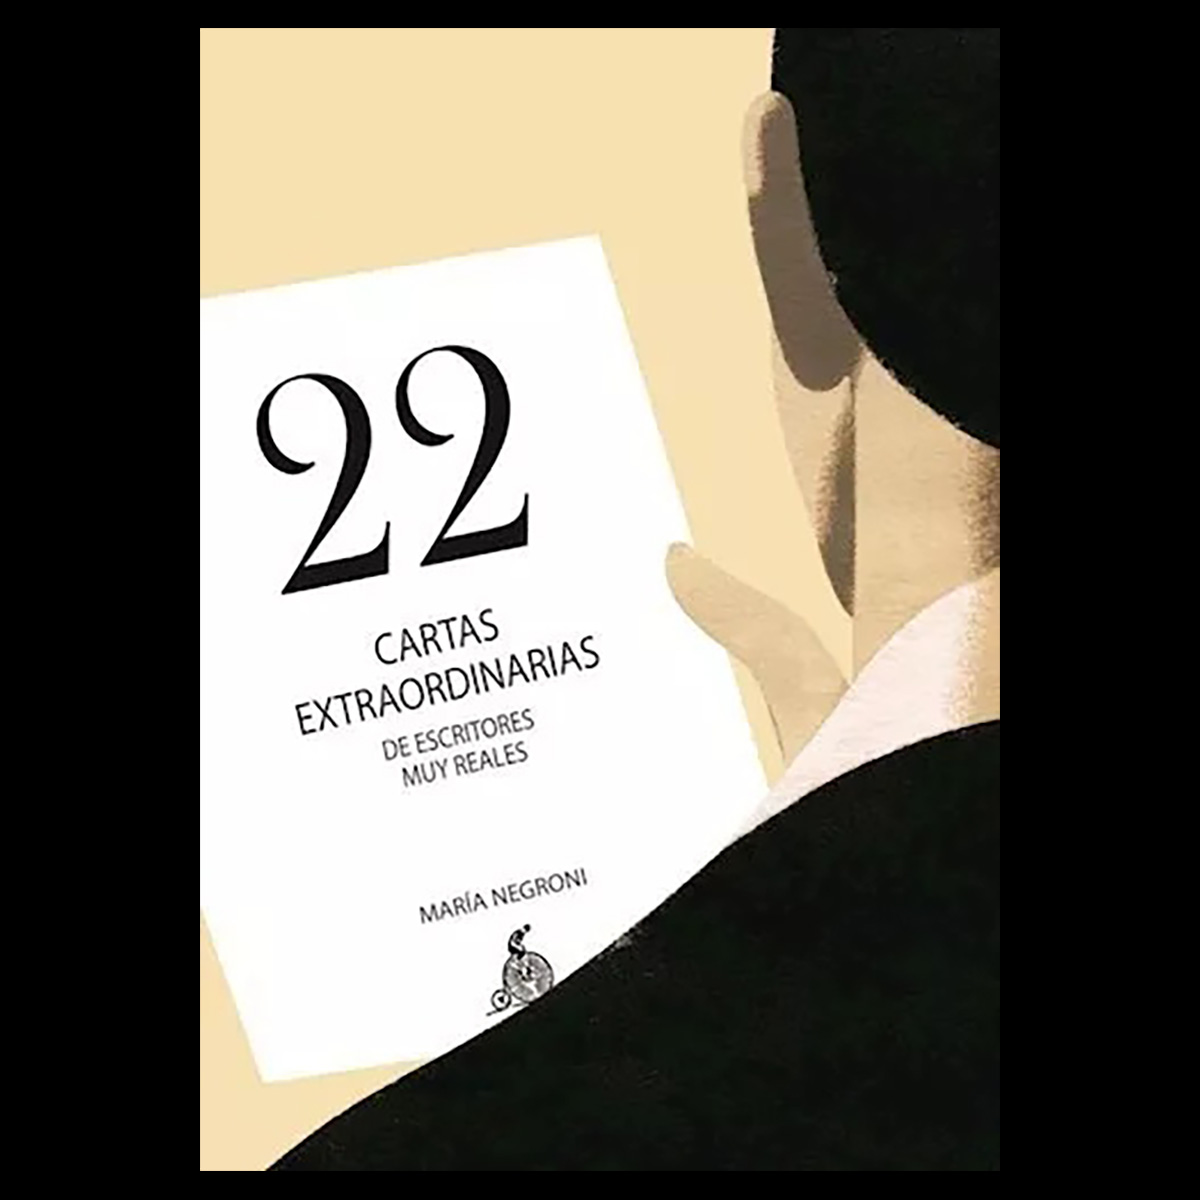 22
CARTAS
EXTRAORDINARIAS
DE ESCRITORES
MUY REALES
MARÍA NEGRONI